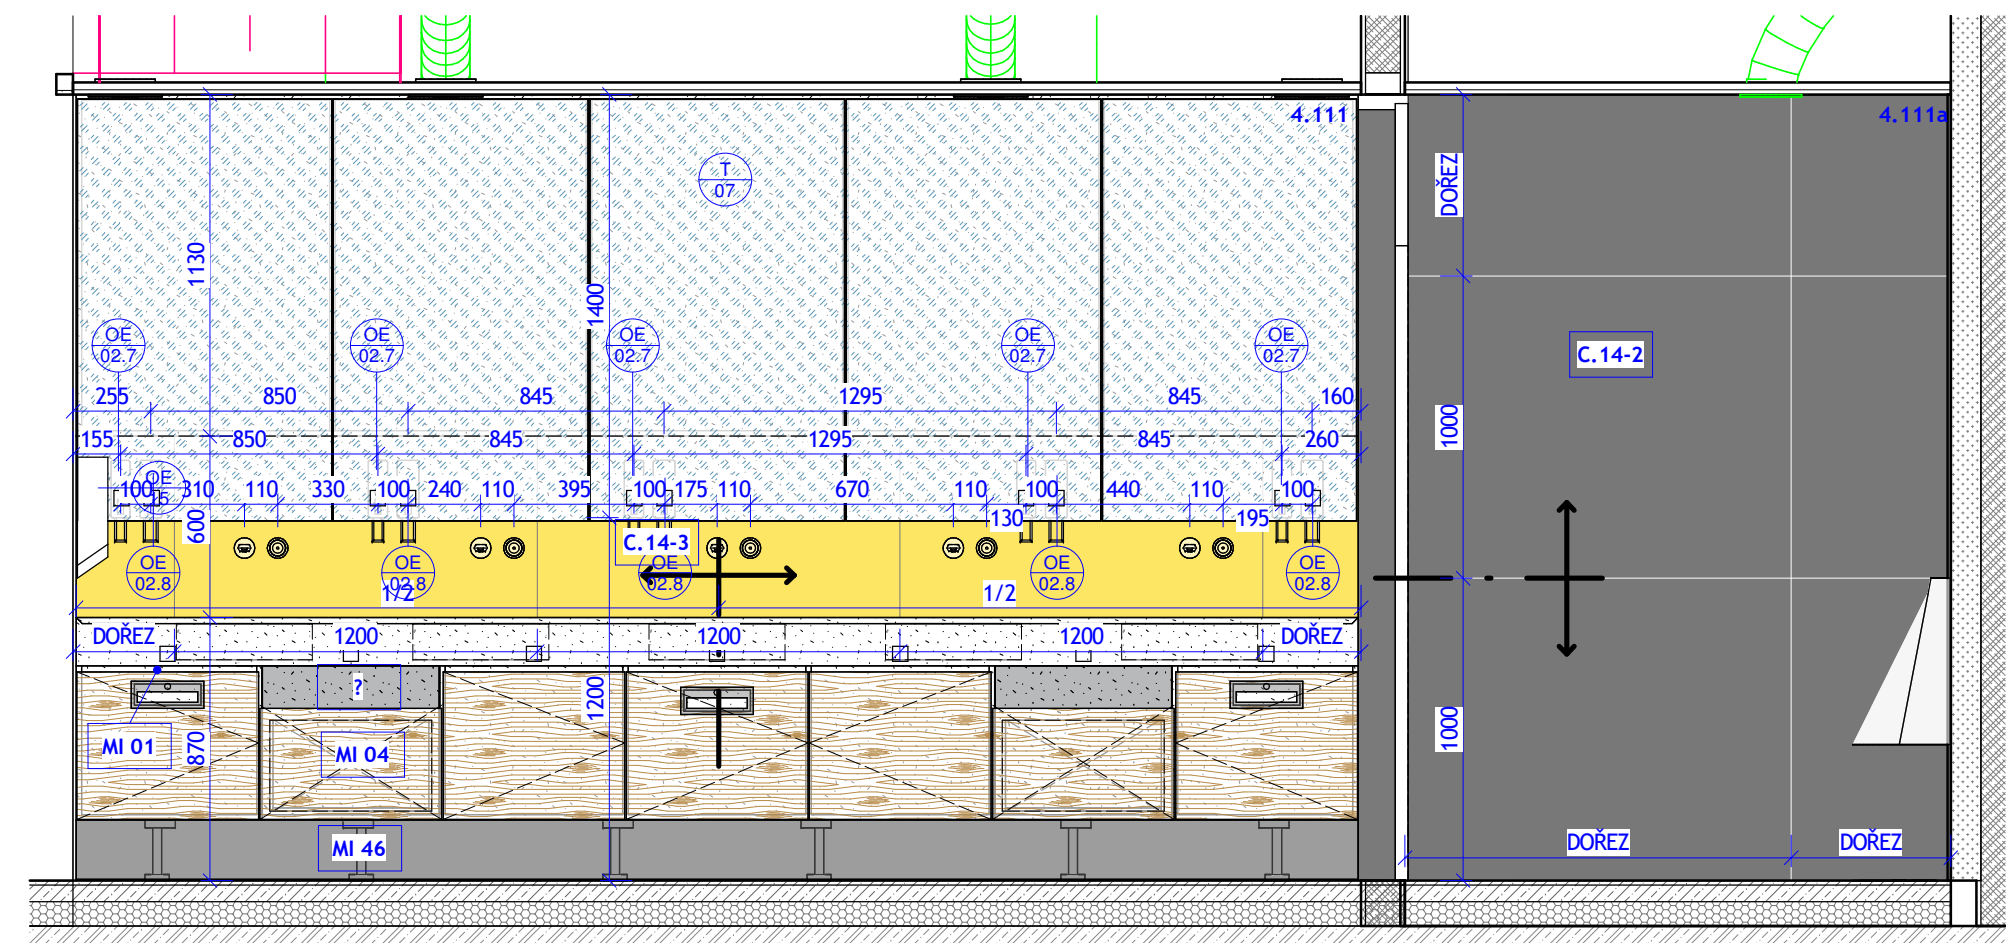 4.111
4.111a
T
07
DOŘEZ
1130
1400
OE
02.7
OE
02.7
OE
02.7
OE
02.7
OE
02.7
C.14-2
255 850 845 1295 845 160
155 850 845 1295 845 260
1000
OE
5
100 310 110 330 100 240 110 395 100 175 110 670 110 100 440 110 100
130 195
600
C.14-3
OE
02.8
OE
02.8
OE
02.8
OE
02.8
OE
02.8
1/2 1/2
DOŘEZ 1200 1200 1200 DOŘEZ
?
1200
MI 01
870
MI 04
1000
MI 46
DOŘEZ DOŘEZ